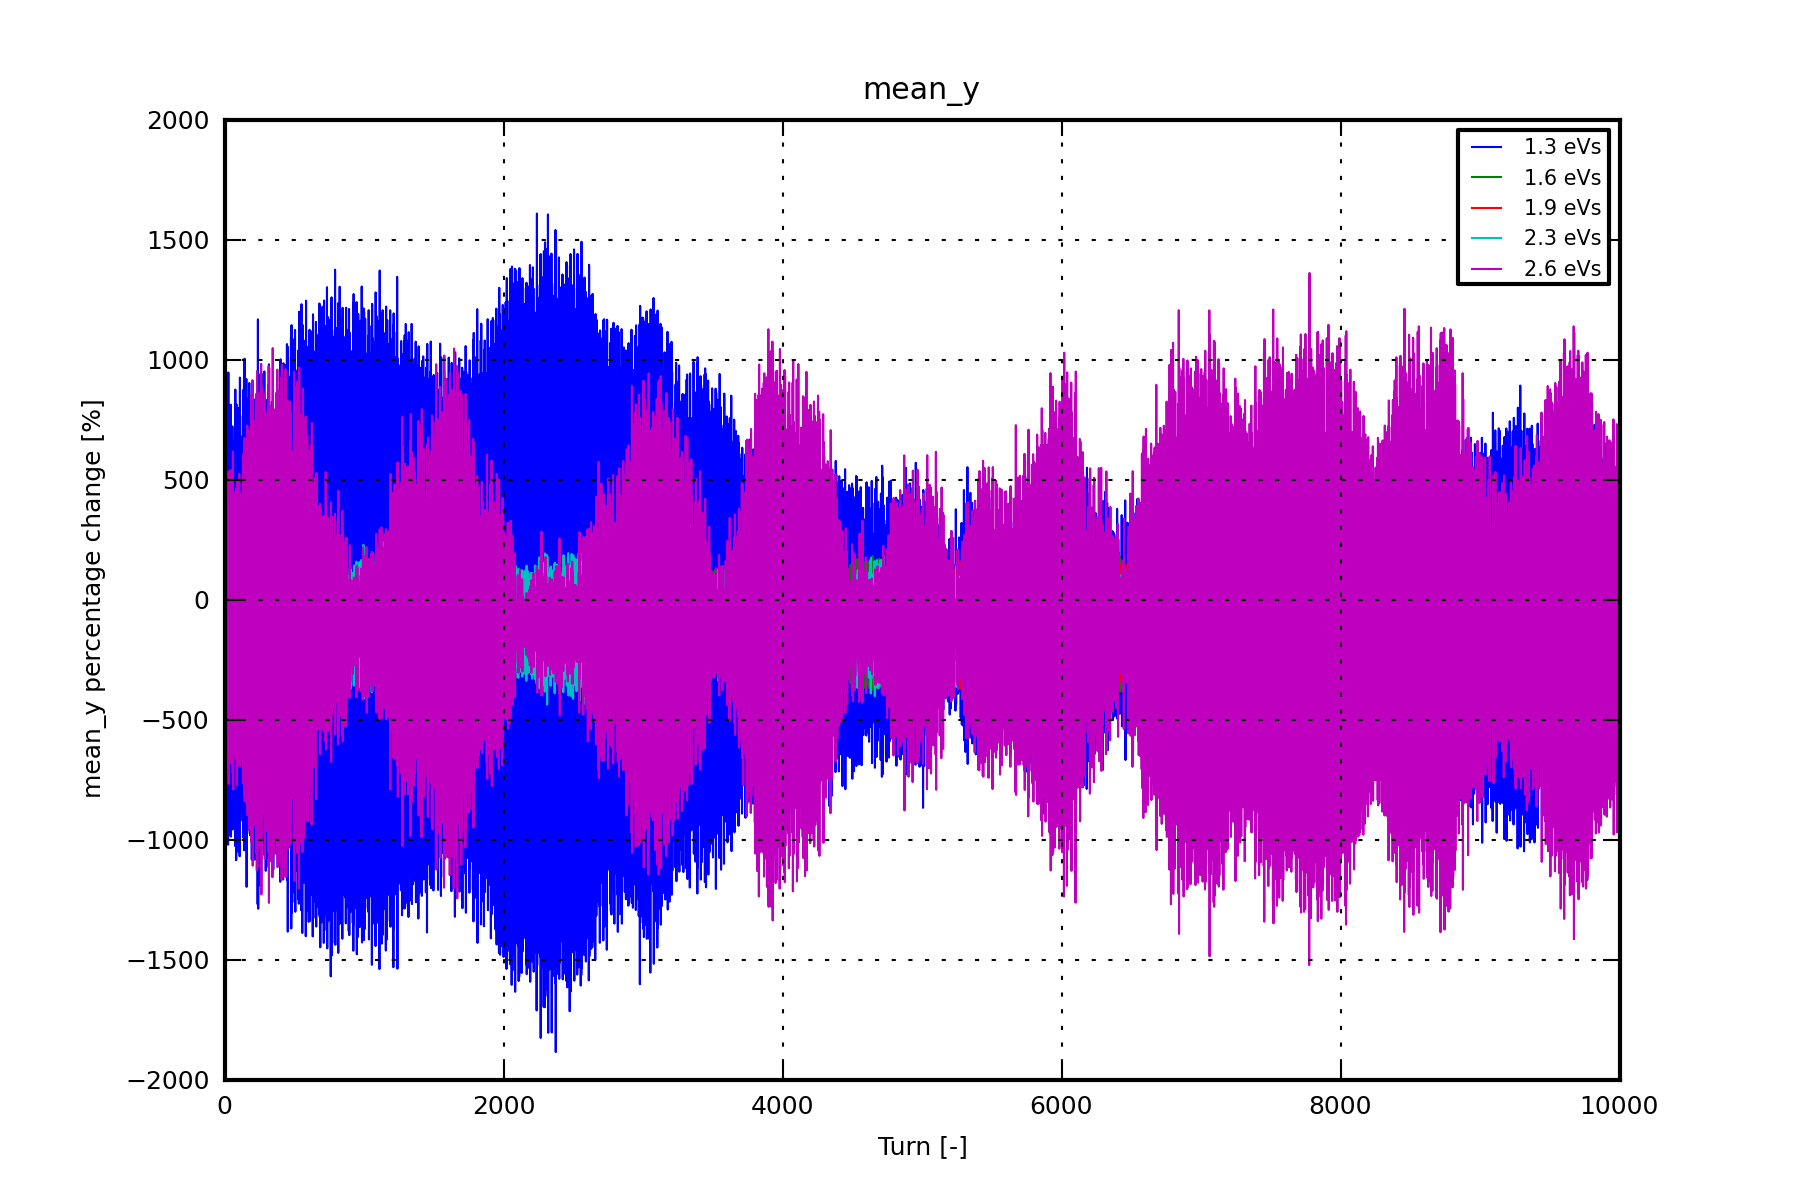 mean_y
2000
1500
1000
500
0
−500
−1000
−1500
−2000
mean_y percentage change [%]
1.3 eVs
1.6 eVs
1.9 eVs
2.3 eVs
2.6 eVs
0
2000
4000
6000
8000
10000
Turn [-]